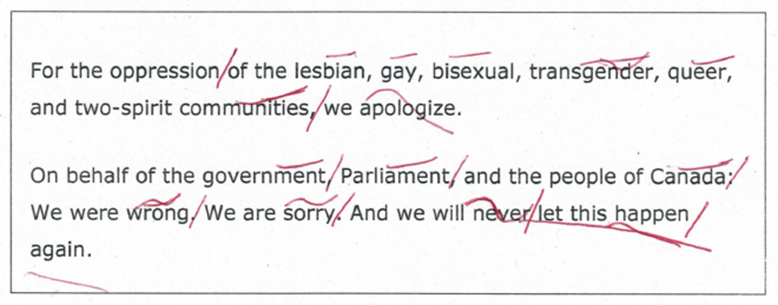 For the oppression of the lesbian, gay, bisexual, transgender, queer,
and two-spirit communities, we apologize.
On behalf of the government, Parliament, and the people of Canada:
We were wrong. We are sorry. And we will never let this happen
again.